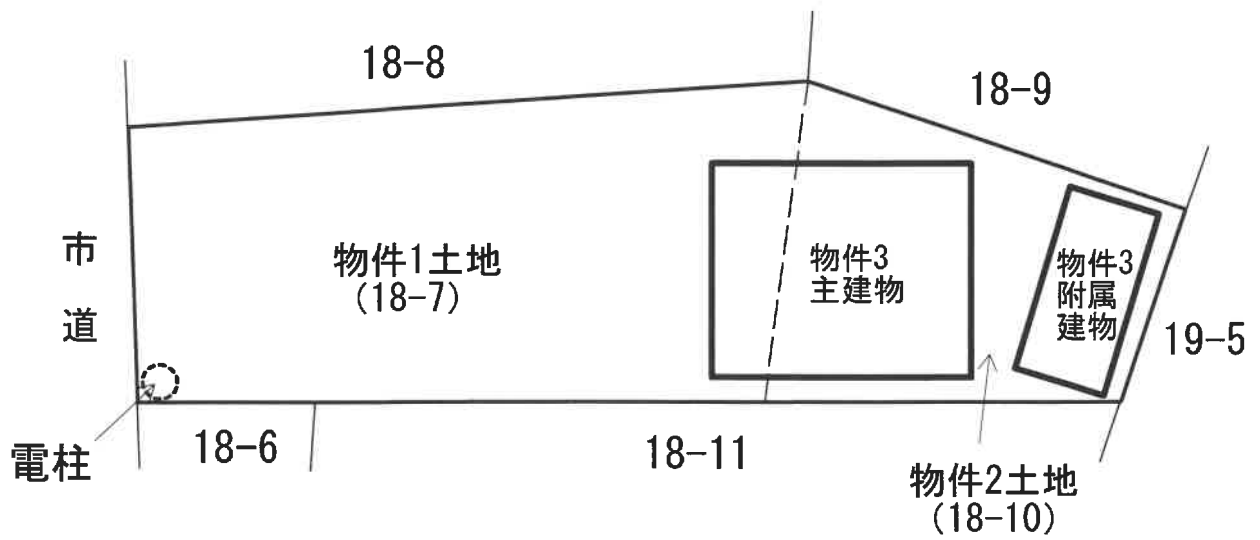 18-8
18-9
市道
物件1土地
(18-7)
物件3
主建物
物件3
附属
建物
19-5
電柱
18-6
18-11
物件2土地
(18-10)